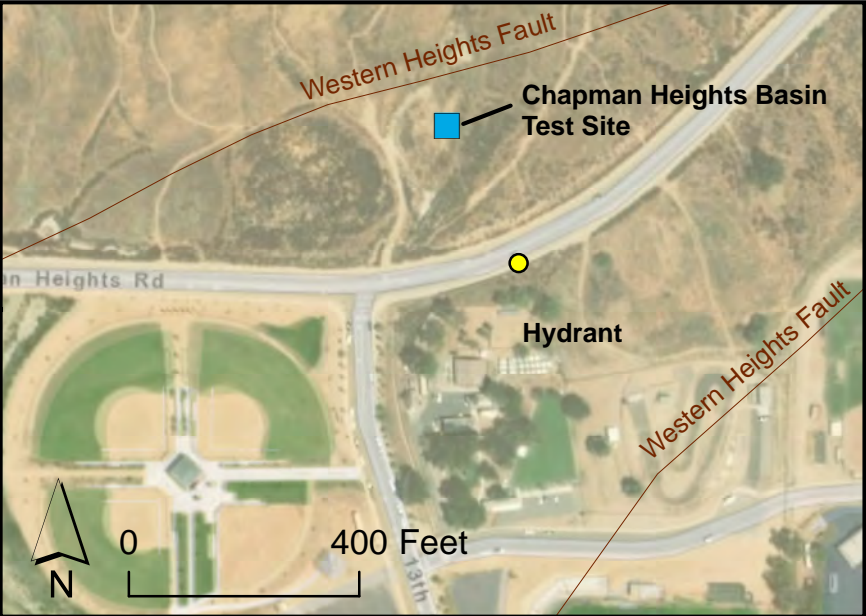 Western Heights Fault
Chapman Heights Basin
Test Site
an Heights Rd
Hydrant
Western Heights Fault
0 400 Feet
N
13th